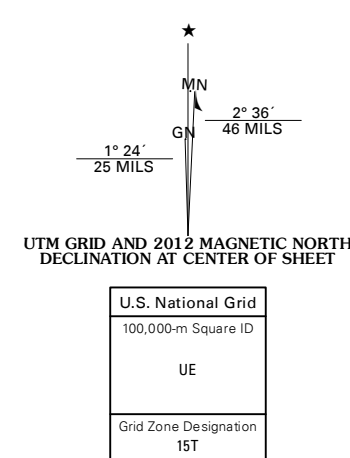 ★
MN
2° 36´
46 MILS
GN
1° 24´
25 MILS
UTM GRID AND 2012 MAGNETIC NORTH
DECLINATION AT CENTER OF SHEET
U.S. National Grid
100,000-m Square ID
UE
Grid Zone Designation
15T